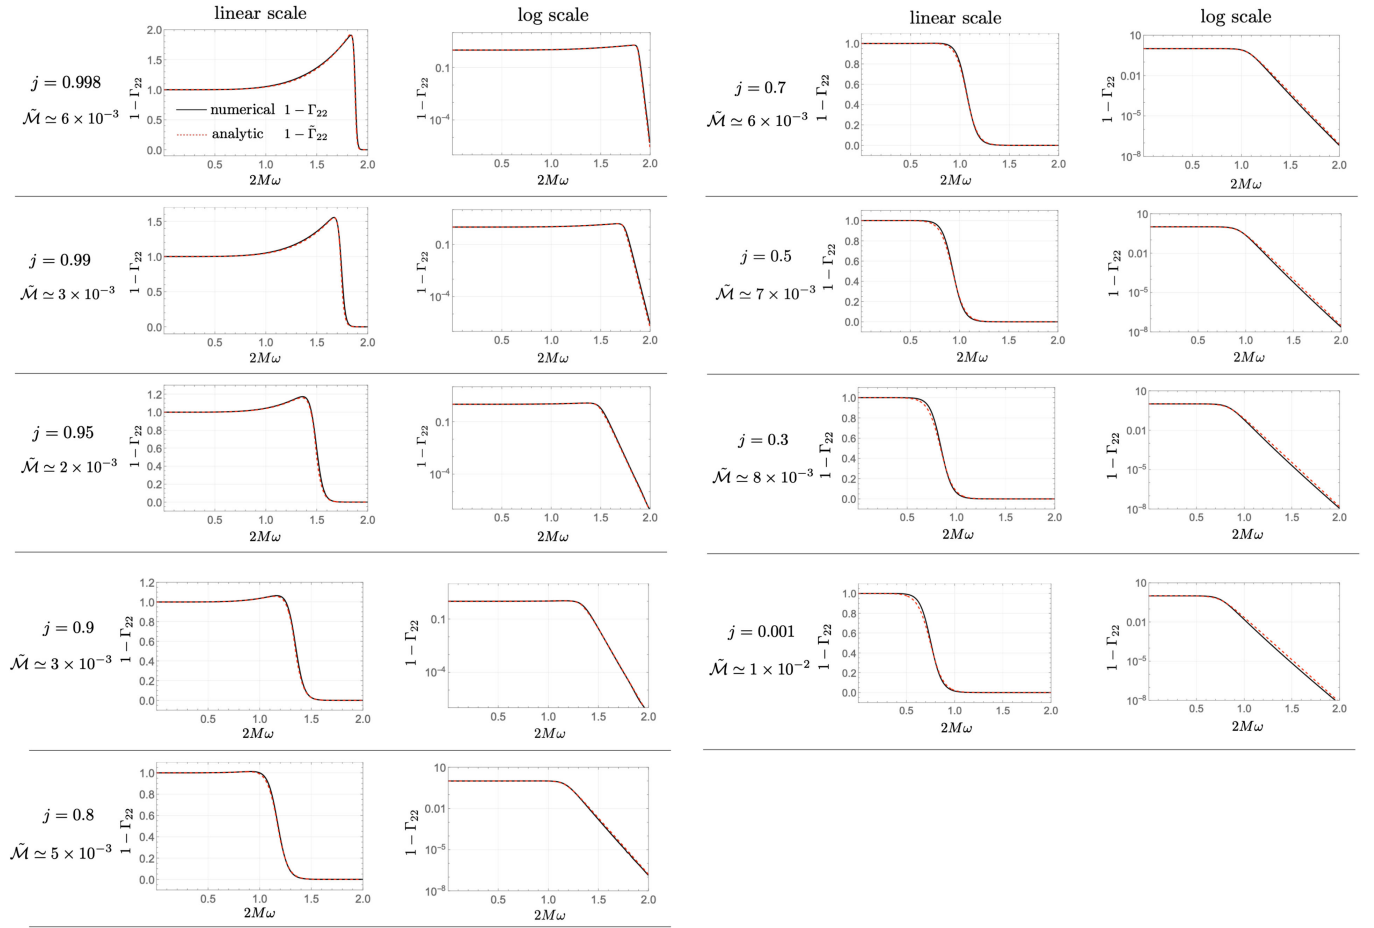 linear scale
log scale
j = 0.998
M̃ ≃ 6 × 10⁻³
1 − Γ₂₂
2.0
1.5
1.0
0.5
0.0
numerical 1 − Γ₂₂
analytic 1 − Γ̃₂₂
0.5 1.0 1.5 2.0
2Mω
1 − Γ₂₂
0.1
10⁻⁴
0.5 1.0 1.5 2.0
2Mω
j = 0.99
M̃ ≃ 3 × 10⁻³
1 − Γ₂₂
1.5
1.0
0.5
0.0
0.5 1.0 1.5 2.0
2Mω
1 − Γ₂₂
0.1
10⁻⁴
0.5 1.0 1.5 2.0
2Mω
j = 0.95
M̃ ≃ 2 × 10⁻³
1 − Γ₂₂
1.2
1.0
0.8
0.6
0.4
0.2
0.0
0.5 1.0 1.5 2.0
2Mω
1 − Γ₂₂
0.1
10⁻⁴
0.5 1.0 1.5 2.0
2Mω
j = 0.9
M̃ ≃ 3 × 10⁻³
1 − Γ₂₂
1.2
1.0
0.8
0.6
0.4
0.2
0.0
0.5 1.0 1.5 2.0
2Mω
1 − Γ₂₂
0.1
10⁻⁴
0.5 1.0 1.5 2.0
2Mω
j = 0.8
M̃ ≃ 5 × 10⁻³
1 − Γ₂₂
1.0
0.8
0.6
0.4
0.2
0.0
0.5 1.0 1.5 2.0
2Mω
1 − Γ₂₂
10
0.01
10⁻⁵
10⁻⁸
0.5 1.0 1.5 2.0
2Mω
linear scale
log scale
j = 0.7
M̃ ≃ 6 × 10⁻³
1 − Γ₂₂
1.0
0.8
0.6
0.4
0.2
0.0
0.5 1.0 1.5 2.0
2Mω
1 − Γ₂₂
10
0.01
10⁻⁵
10⁻⁸
0.5 1.0 1.5 2.0
2Mω
j = 0.5
M̃ ≃ 7 × 10⁻³
1 − Γ₂₂
1.0
0.8
0.6
0.4
0.2
0.0
0.5 1.0 1.5 2.0
2Mω
1 − Γ₂₂
10
0.01
10⁻⁵
10⁻⁸
0.5 1.0 1.5 2.0
2Mω
j = 0.3
M̃ ≃ 8 × 10⁻³
1 − Γ₂₂
1.0
0.8
0.6
0.4
0.2
0.0
0.5 1.0 1.5 2.0
2Mω
1 − Γ₂₂
10
0.01
10⁻⁵
10⁻⁸
0.5 1.0 1.5 2.0
2Mω
j = 0.001
M̃ ≃ 1 × 10⁻²
1 − Γ₂₂
1.0
0.8
0.6
0.4
0.2
0.0
0.5 1.0 1.5 2.0
2Mω
1 − Γ₂₂
10
0.01
10⁻⁵
10⁻⁸
0.5 1.0 1.5 2.0
2Mω